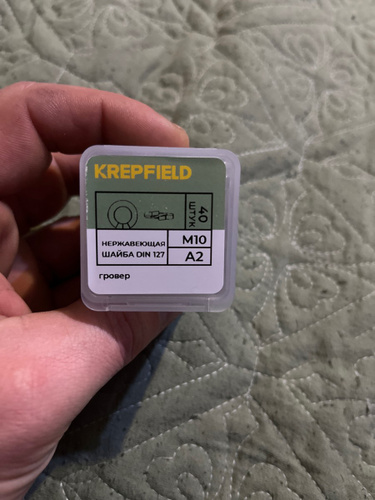 KREPFIELD
40 ШТУК
НЕРЖАВЕЮЩАЯ
ШАЙБА DIN 127
M10
A2
гровер